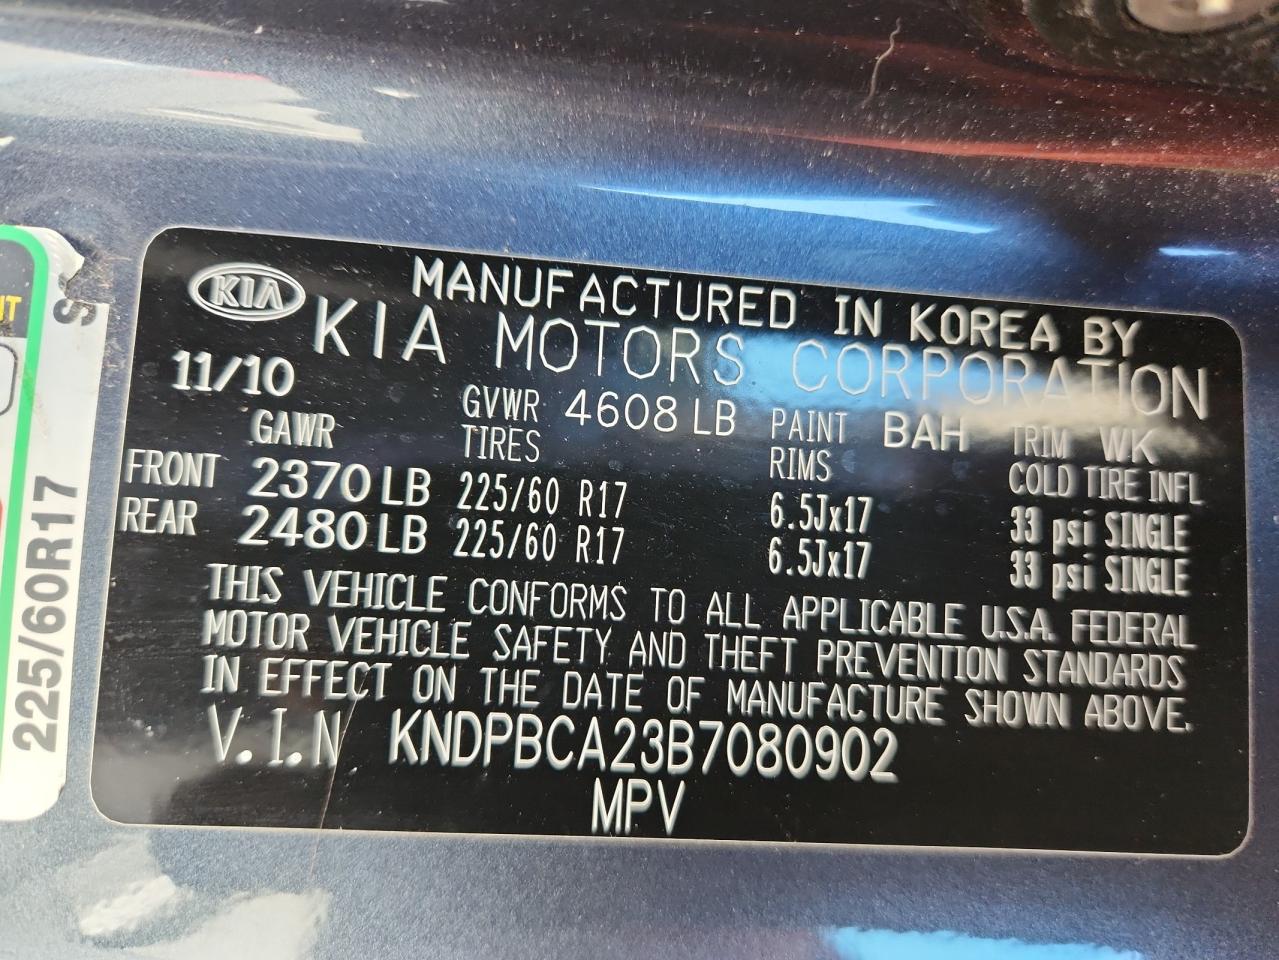 KIA
MANUFACTURED IN KOREA BY
KIA MOTORS CORPORATION
11/10
GVWR 4608 LB PAINT BAH TRIM WK
GAWR TIRES RIMS COLD TIRE INFL
FRONT 2370 LB 225/60 R17 6.5Jx17 33 psi SINGLE
REAR 2480 LB 225/60 R17 6.5Jx17 33 psi SINGLE
THIS VEHICLE CONFORMS TO ALL APPLICABLE U.S.A. FEDERAL
MOTOR VEHICLE SAFETY AND THEFT PREVENTION STANDARDS
IN EFFECT ON THE DATE OF MANUFACTURE SHOWN ABOVE.
V.I.N KNDPBCA23B7080902
MPV
225/60R17